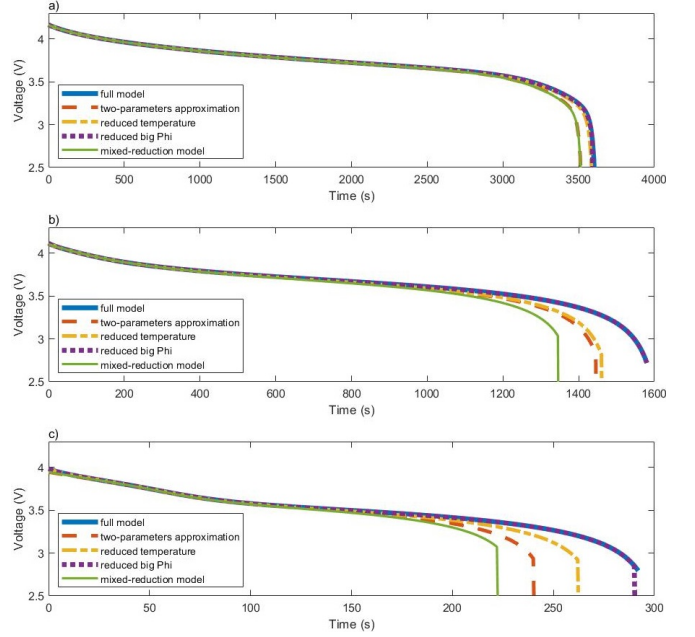 a)
4
3.5
3
2.5
Voltage (V)
full model
two-parameters approximation
reduced temperature
reduced big Phi
mixed-reduction model
0 500 1000 1500 2000 2500 3000 3500 4000
Time (s)
b)
4
3.5
3
2.5
Voltage (V)
full model
two-parameters approximation
reduced temperature
reduced big Phi
mixed-reduction model
0 200 400 600 800 1000 1200 1400 1600
Time (s)
c)
4
3.5
3
2.5
Voltage (V)
full model
two-parameters approximation
reduced temperature
reduced big Phi
mixed-reduction model
0 50 100 150 200 250 300
Time (s)